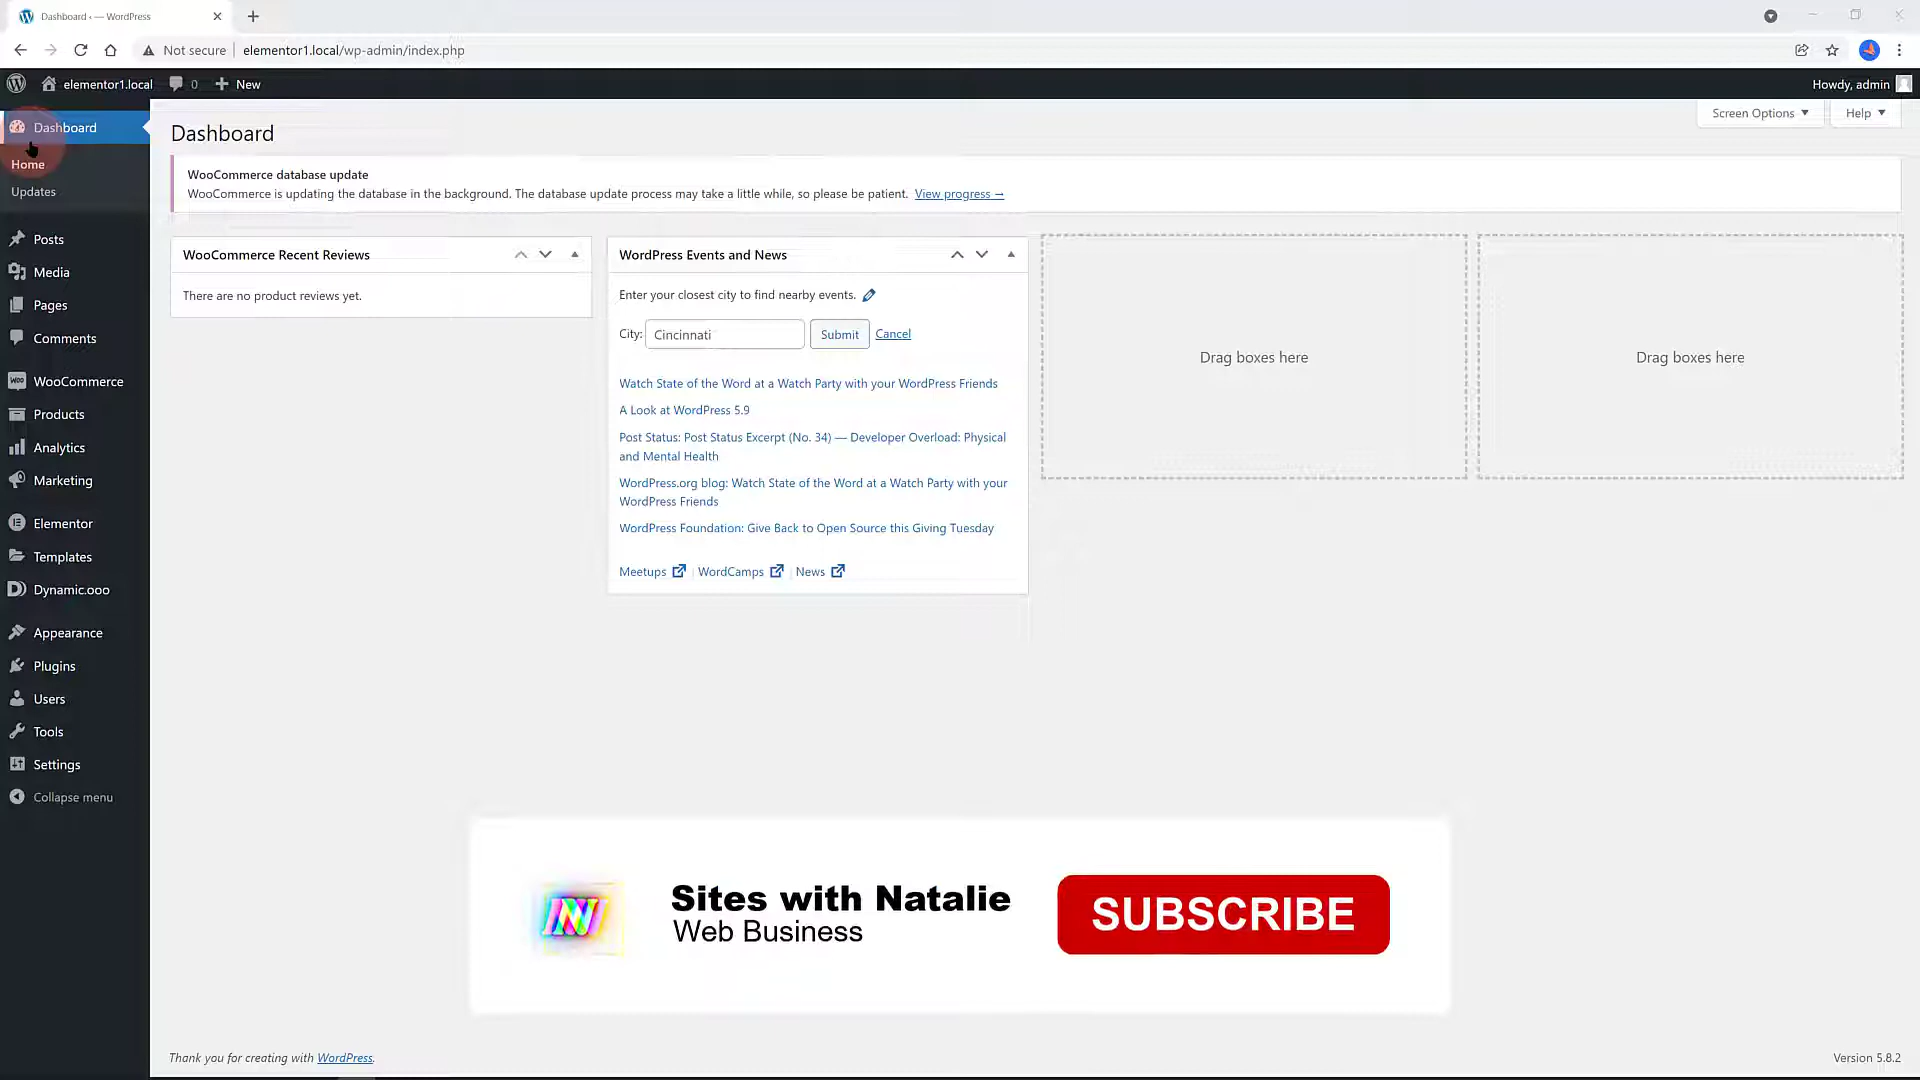 Dashboard ‹ — WordPress
Not secure
elementor1.local/wp-admin/index.php
elementor1.local
0
New
Howdy, admin
Dashboard
Home
Updates
Posts
Media
Pages
Comments
WooCommerce
Products
Analytics
Marketing
Elementor
Templates
Dynamic.ooo
Appearance
Plugins
Users
Tools
Settings
Collapse menu
Screen Options
Help
Dashboard
WooCommerce database update
WooCommerce is updating the database in the background. The database update process may take a little while, so please be patient. View progress →
WooCommerce Recent Reviews
There are no product reviews yet.
WordPress Events and News
Enter your closest city to find nearby events.
City: Cincinnati Submit Cancel
Watch State of the Word at a Watch Party with your WordPress Friends
A Look at WordPress 5.9
Post Status: Post Status Excerpt (No. 34) — Developer Overload: Physical
and Mental Health
WordPress.org blog: Watch State of the Word at a Watch Party with your
WordPress Friends
WordPress Foundation: Give Back to Open Source this Giving Tuesday
Meetups | WordCamps | News
Drag boxes here
Drag boxes here
N
Sites with Natalie
Web Business
SUBSCRIBE
Thank you for creating with WordPress.
Version 5.8.2